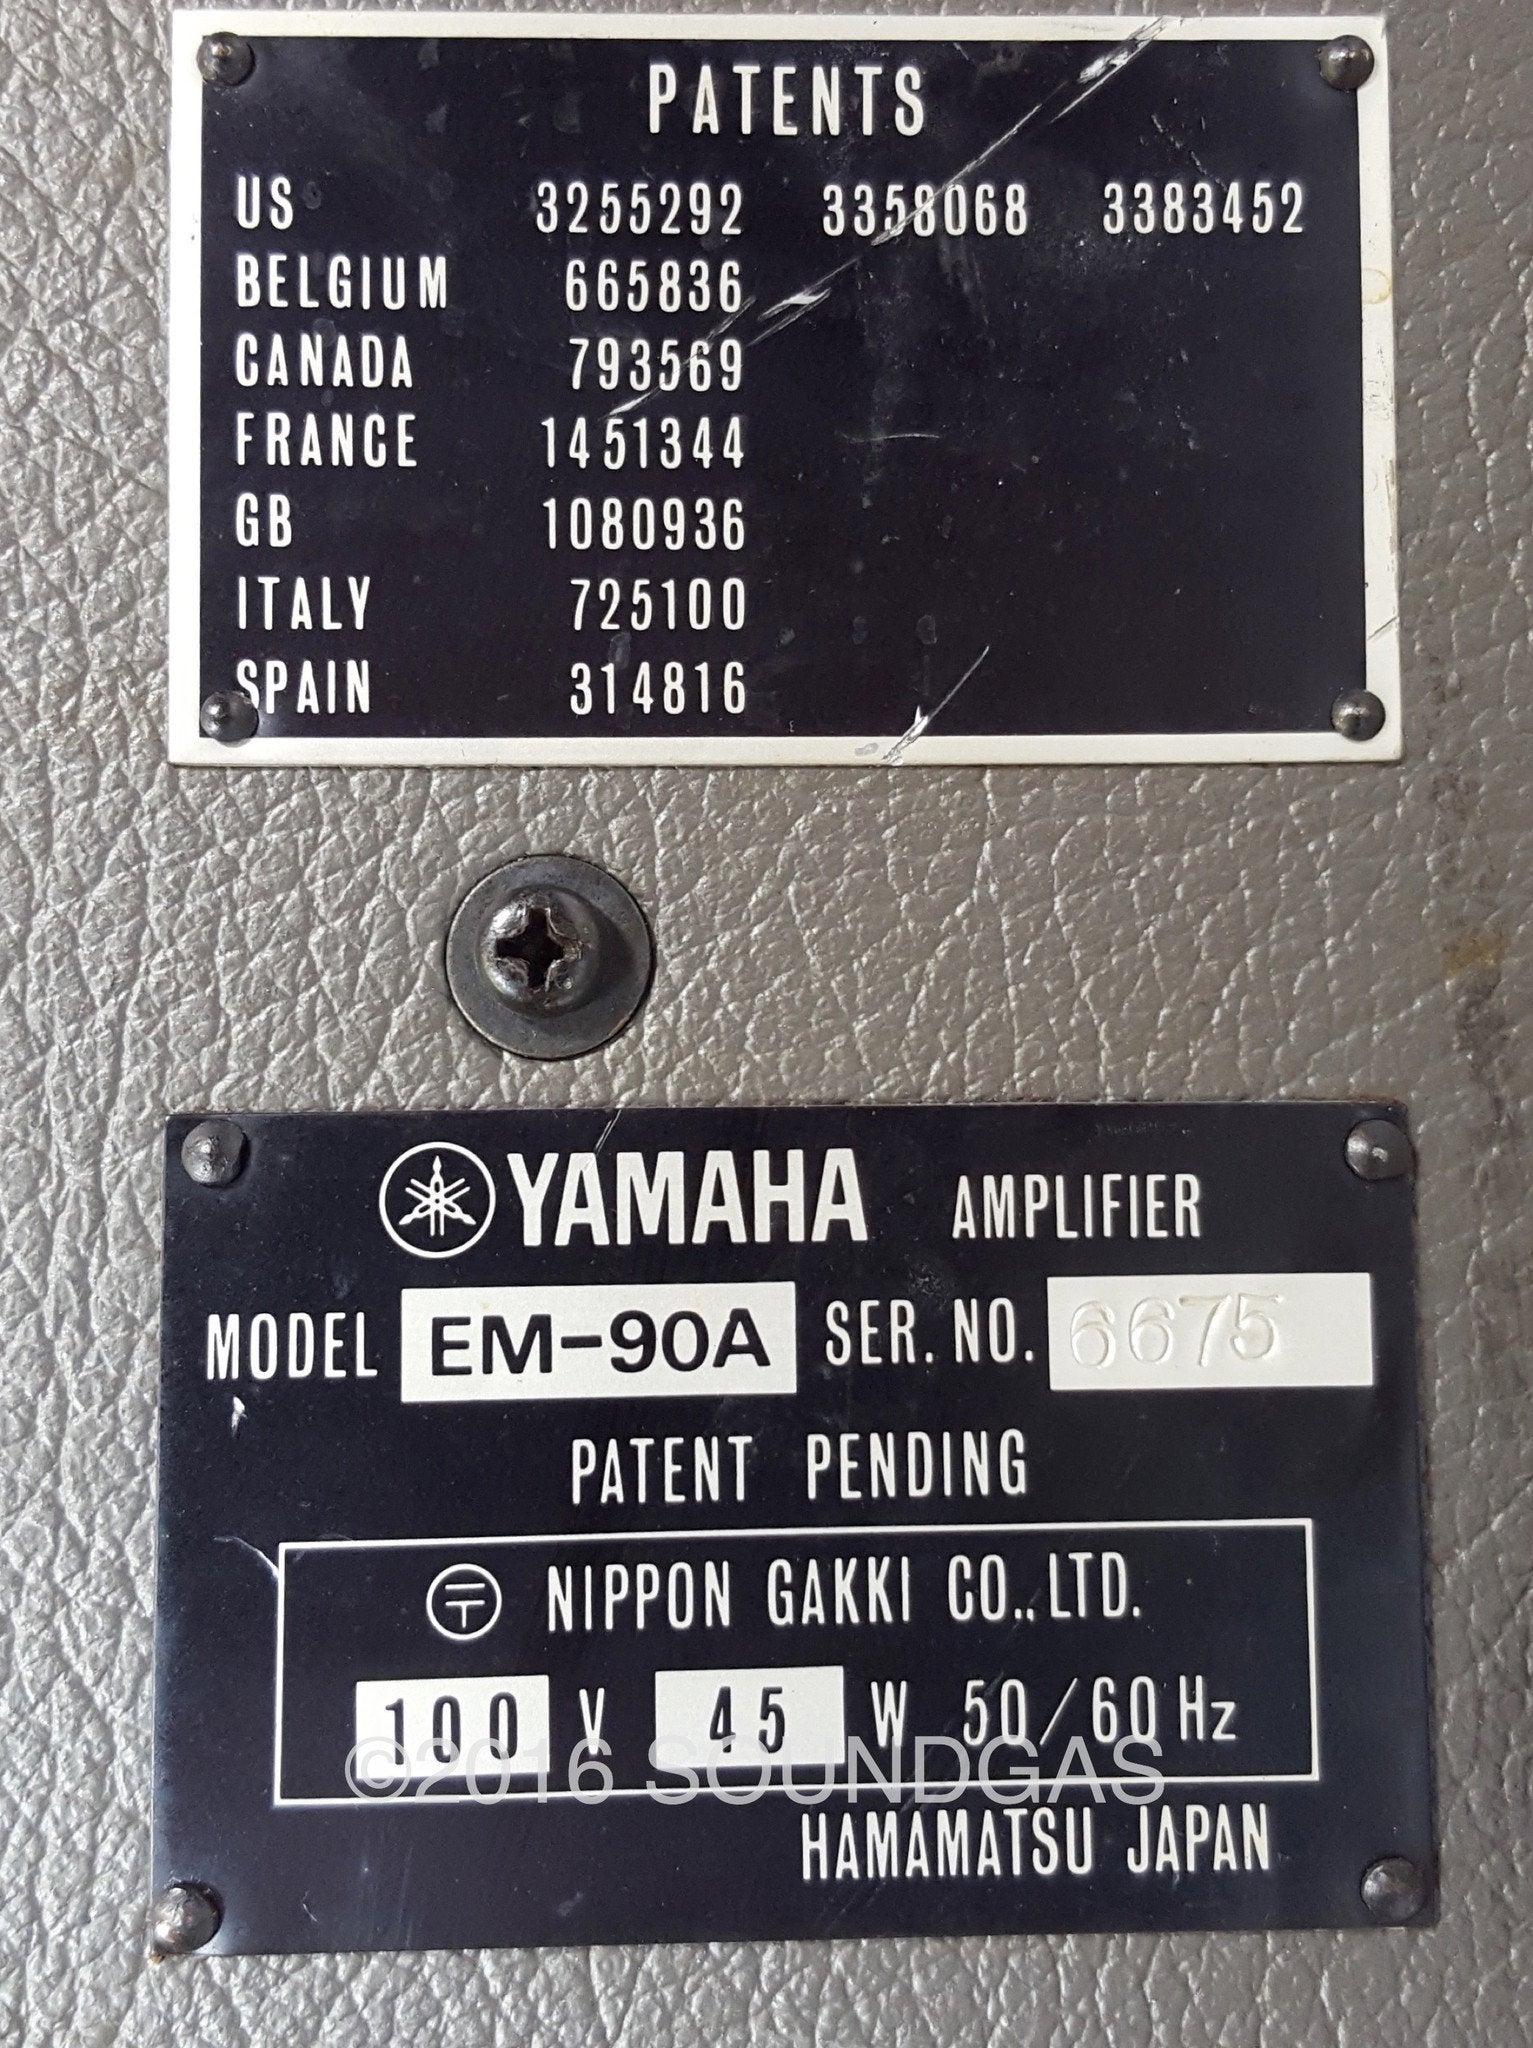 PATENTS
US 3255292 3358068 3383452
BELGIUM 665836
CANADA 793569
FRANCE 1451344
GB 1080936
ITALY 725100
SPAIN 314816
YAMAHA AMPLIFIER
MODEL EM-90A SER. NO. 6675
PATENT PENDING
〒 NIPPON GAKKI CO., LTD.
100 V 45 W 50/60 Hz
©2016 SOUNDGAS
HAMAMATSU JAPAN